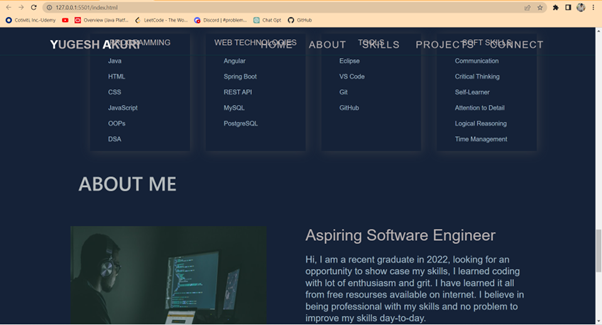 127.0.0.1:5501/index.html
Cotiviti, Inc.-Udemy
Overview (Java Platf...
LeetCode - The Wo...
Discord | #problem...
Chat Gpt
GitHub
YUGESH AKURI
HOME ABOUT SKILLS PROJECTS CONNECT
PROGRAMMING
Java
HTML
CSS
JavaScript
OOPs
DSA
WEB TECHNOLOGIES
Angular
Spring Boot
REST API
MySQL
PostgreSQL
TOOLS
Eclipse
VS Code
Git
GitHub
SOFT SKILLS
Communication
Critical Thinking
Self-Learner
Attention to Detail
Logical Reasoning
Time Management
ABOUT ME
Aspiring Software Engineer
Hi, I am a recent graduate in 2022, looking for an
opportunity to show case my skills, I learned coding
with lot of enthusiasm and grit. I have learned it all
from free resourses available on internet. I believe in
being professional with my skills and no problem to
improve my skills day-to-day.